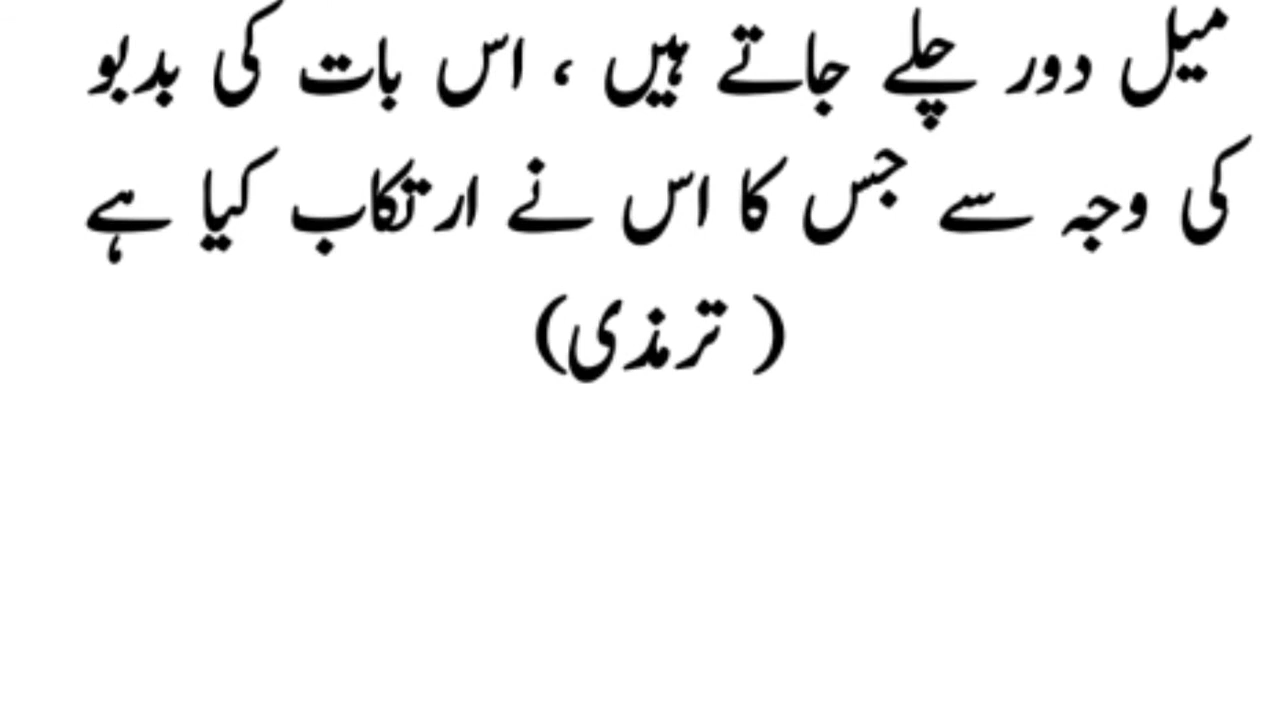 میل دور چلے جاتے ہیں ، اس بات کی بدبو
کی وجہ سے جس کا اس نے ارتکاب کیا ہے
( ترمذی)